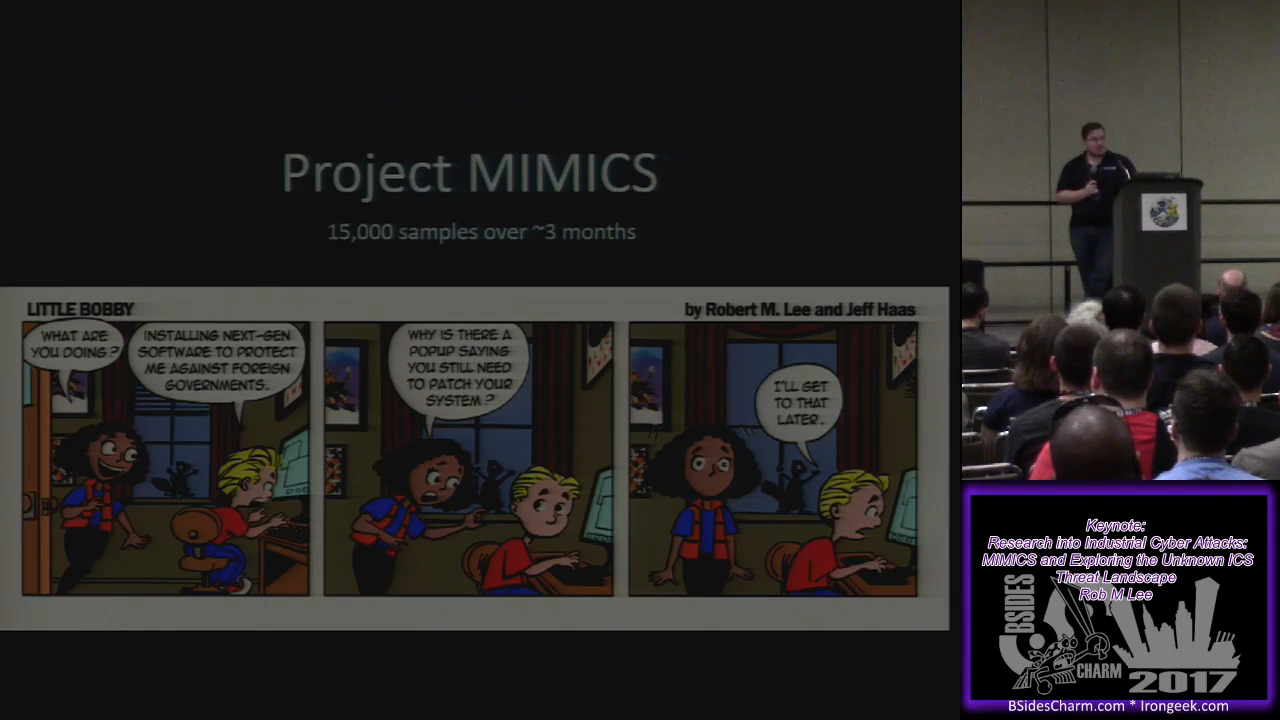 Project MIMICS
15,000 samples over ~3 months
LITTLE BOBBY
by Robert M. Lee and Jeff Haas
WHAT ARE
YOU DOING?
INSTALLING NEXT-GEN
SOFTWARE TO PROTECT
ME AGAINST FOREIGN
GOVERNMENTS.
WHY IS THERE A
POPUP SAYING
YOU STILL NEED
TO PATCH YOUR
SYSTEM?
I'LL GET
TO THAT
LATER.
Keynote:
Research into Industrial Cyber Attacks:
MIMICS and Exploring the Unknown ICS
Threat Landscape
Rob M Lee
BSIDES
CHARM
2017
BSidesCharm.com * Irongeek.com